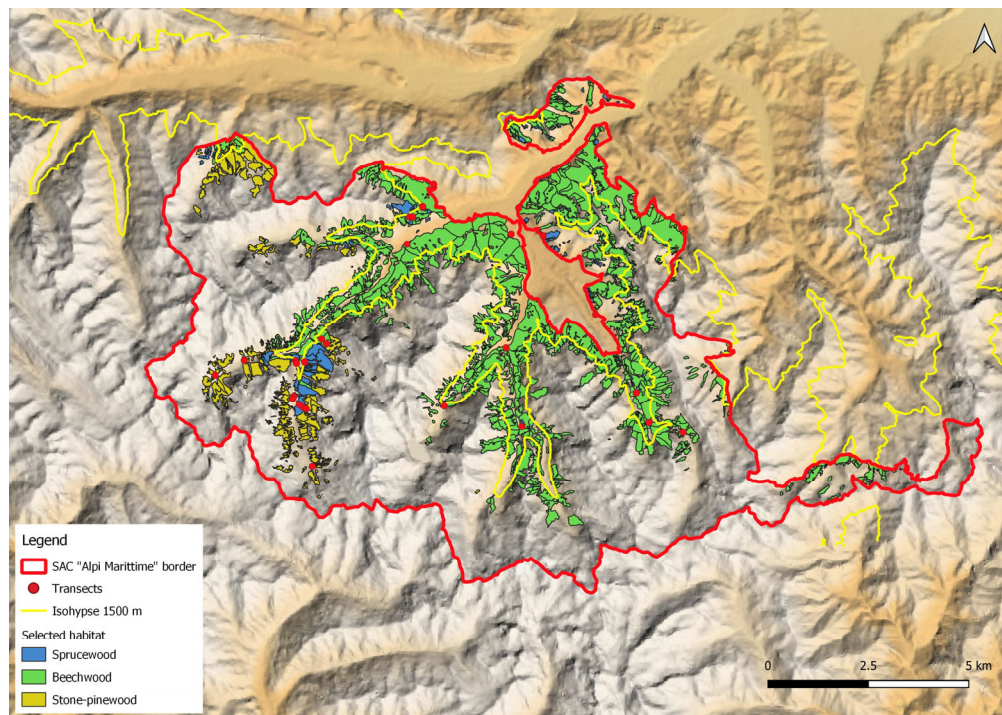 Legend
SAC "Alpi Marittime" border
Transects
Isohypse 1500 m
Selected habitat
Sprucewood
Beechwood
Stone-pinewood
0 2.5 5 km